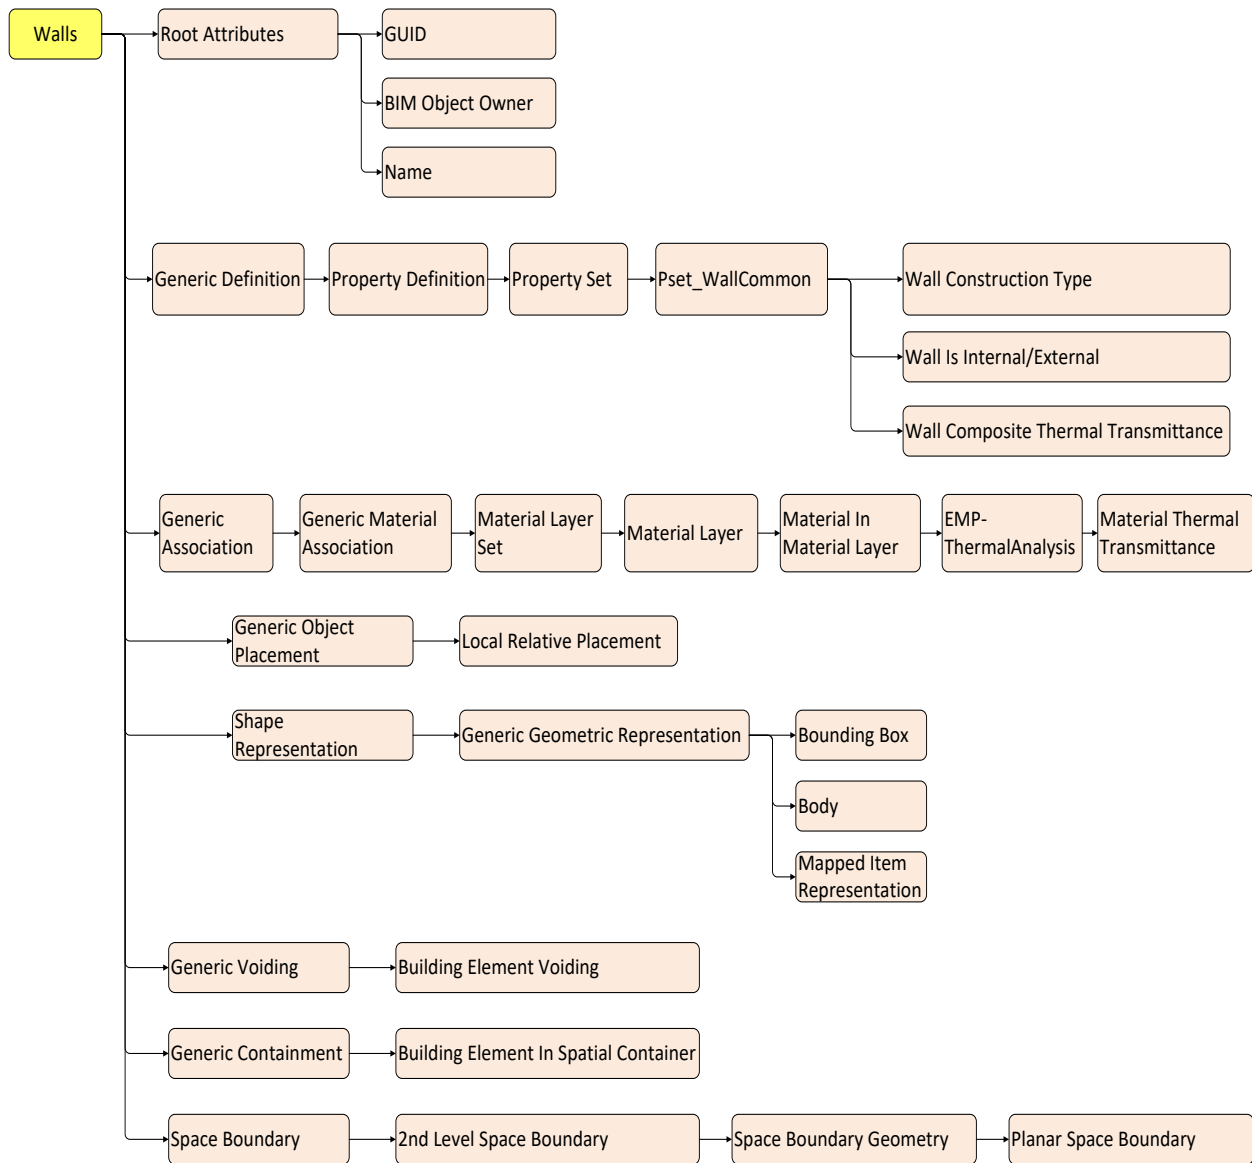 Walls
Root Attributes
GUID
BIM Object Owner
Name
Generic Definition
Property Definition
Property Set
Pset_WallCommon
Wall Construction Type
Wall Is Internal/External
Wall Composite Thermal Transmittance
Generic
Association
Generic Material
Association
Material Layer
Set
Material Layer
Material In
Material Layer
EMP-
ThermalAnalysis
Material Thermal
Transmittance
Generic Object
Placement
Local Relative Placement
Shape
Representation
Generic Geometric Representation
Bounding Box
Body
Mapped Item
Representation
Generic Voiding
Building Element Voiding
Generic Containment
Building Element In Spatial Container
Space Boundary
2nd Level Space Boundary
Space Boundary Geometry
Planar Space Boundary